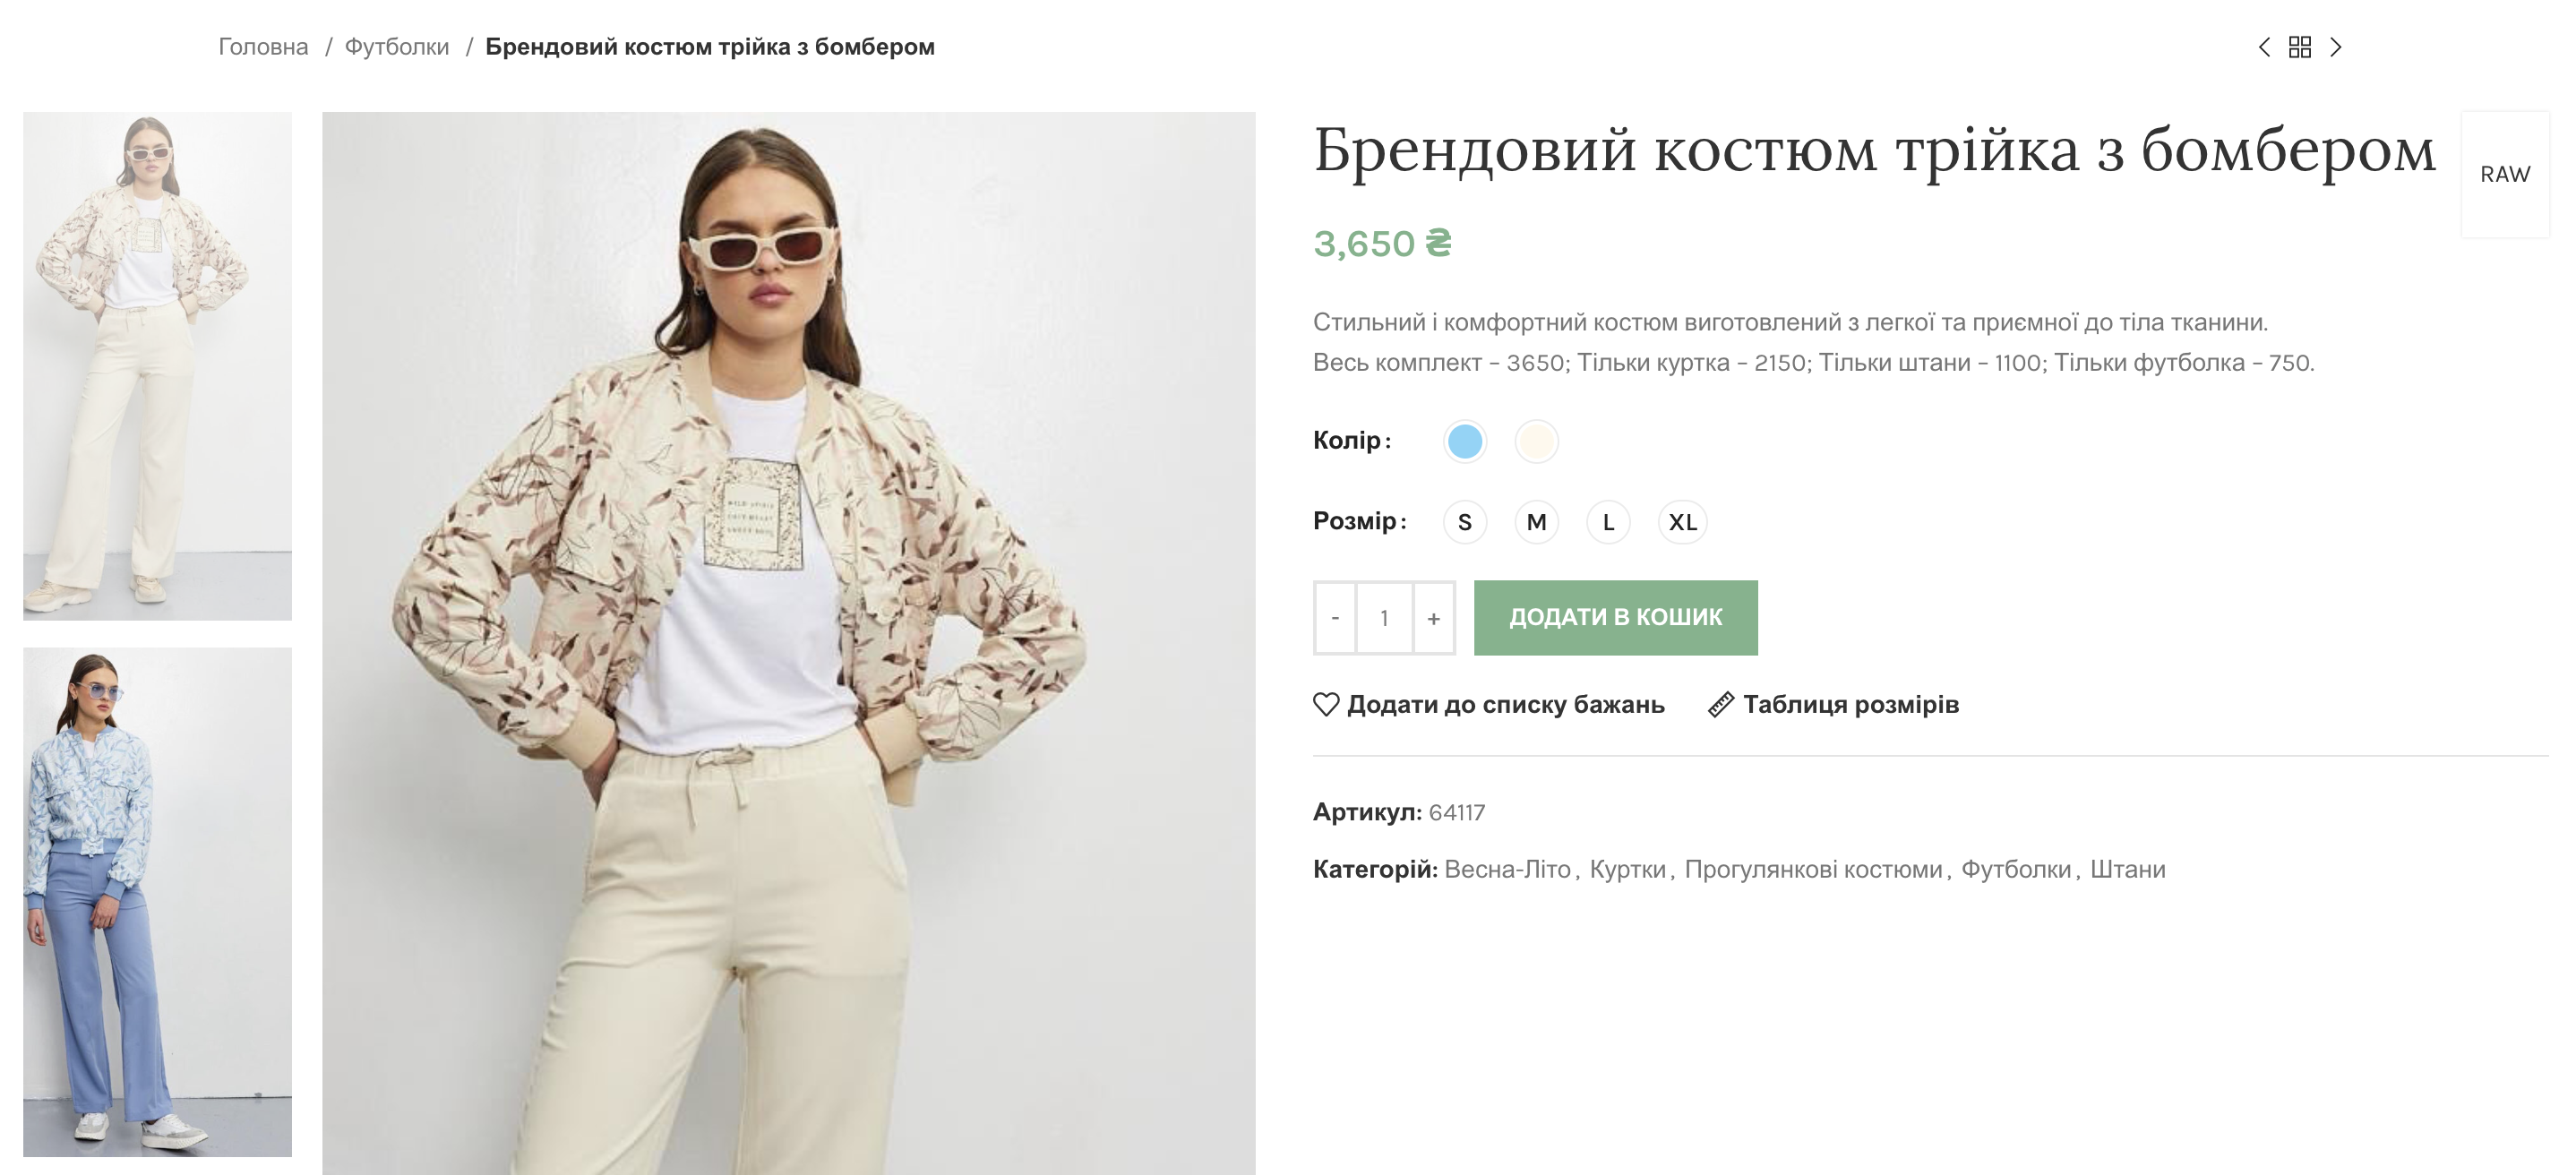 Головна / Футболки / Брендовий костюм трійка з бомбером
Брендовий костюм трійка з бомбером
RAW
3,650 ₴
Стильний і комфортний костюм виготовлений з легкої та приємної до тіла тканини.
Весь комплект – 3650; Тільки куртка – 2150; Тільки штани – 1100; Тільки футболка – 750.
Колір:
Розмір: S M L XL
- 1 + ДОДАТИ В КОШИК
Додати до списку бажань Таблиця розмірів
Артикул: 64117
Категорій: Весна-Літо, Куртки, Прогулянкові костюми, Футболки, Штани